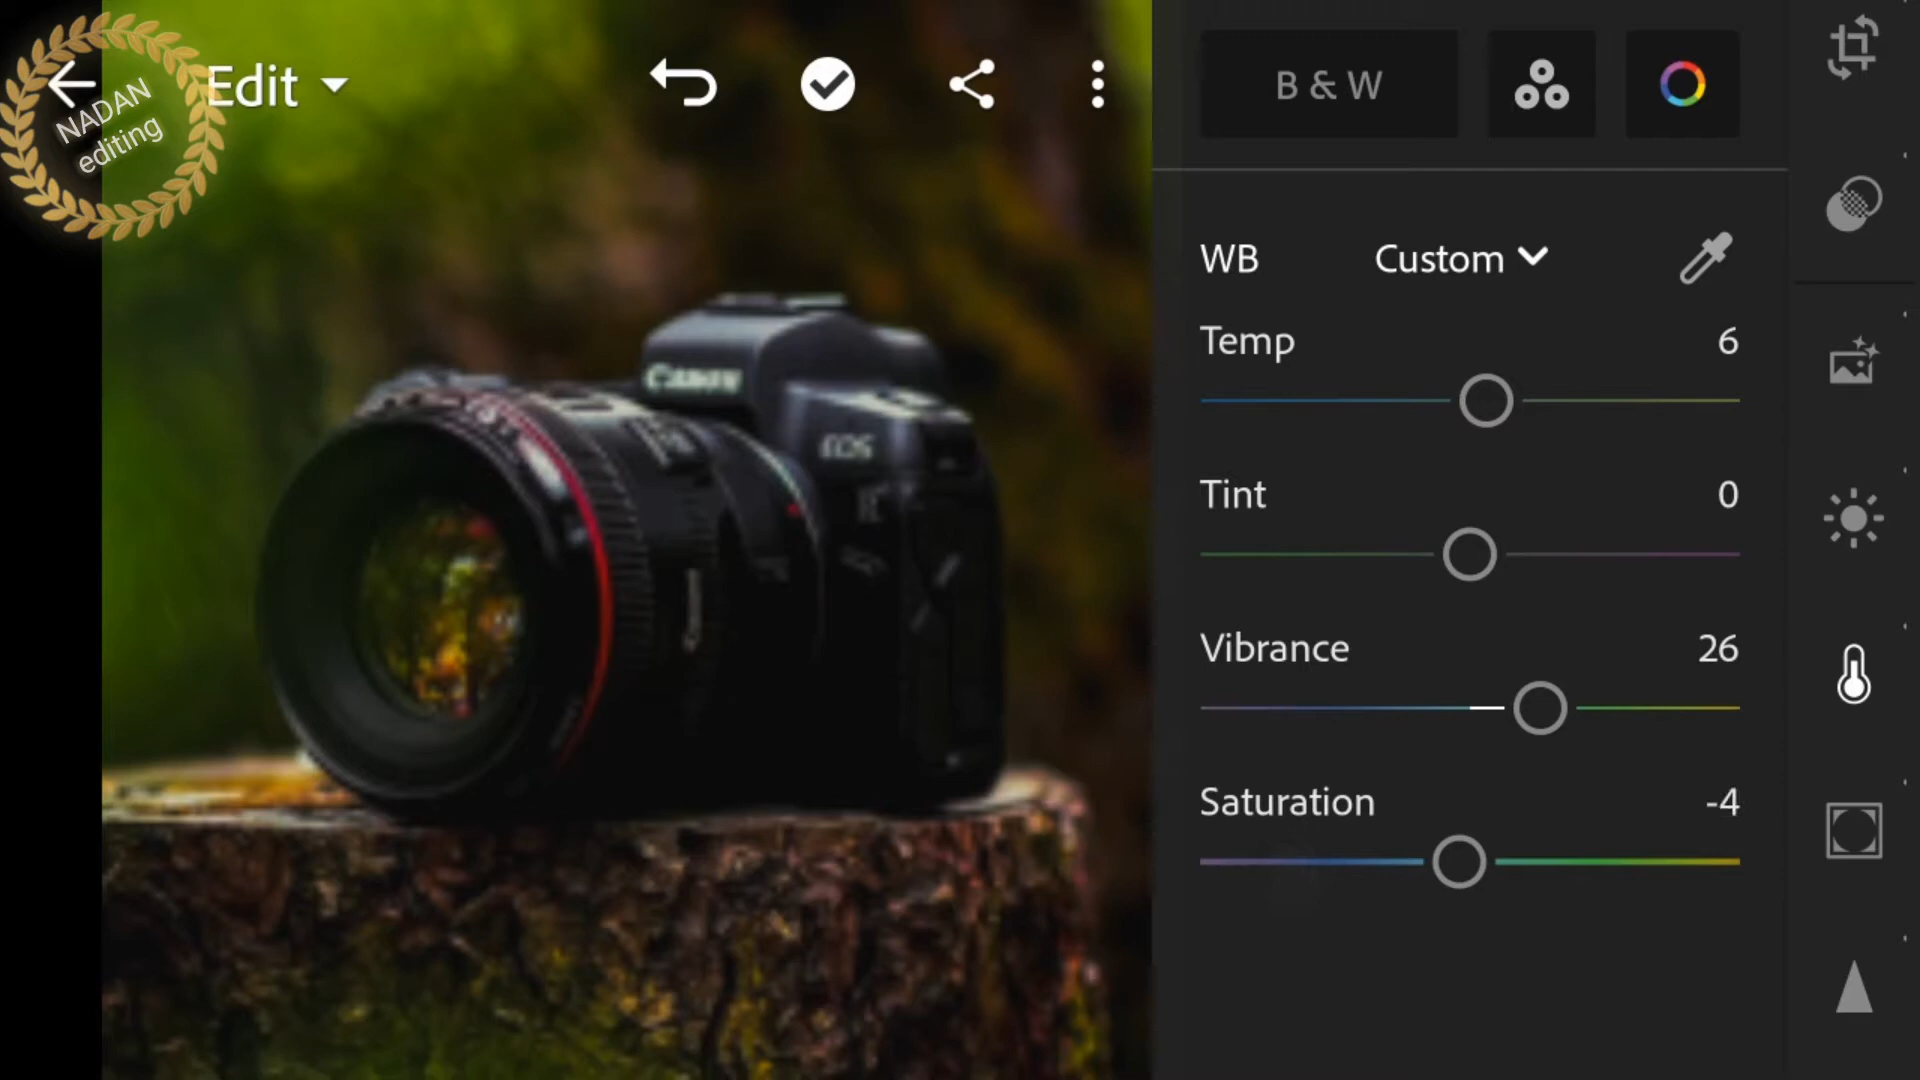 NADAN
editing
Edit
B & W
WB Custom
Temp 6
Tint 0
Vibrance 26
Saturation -4
Canon
EOS
R